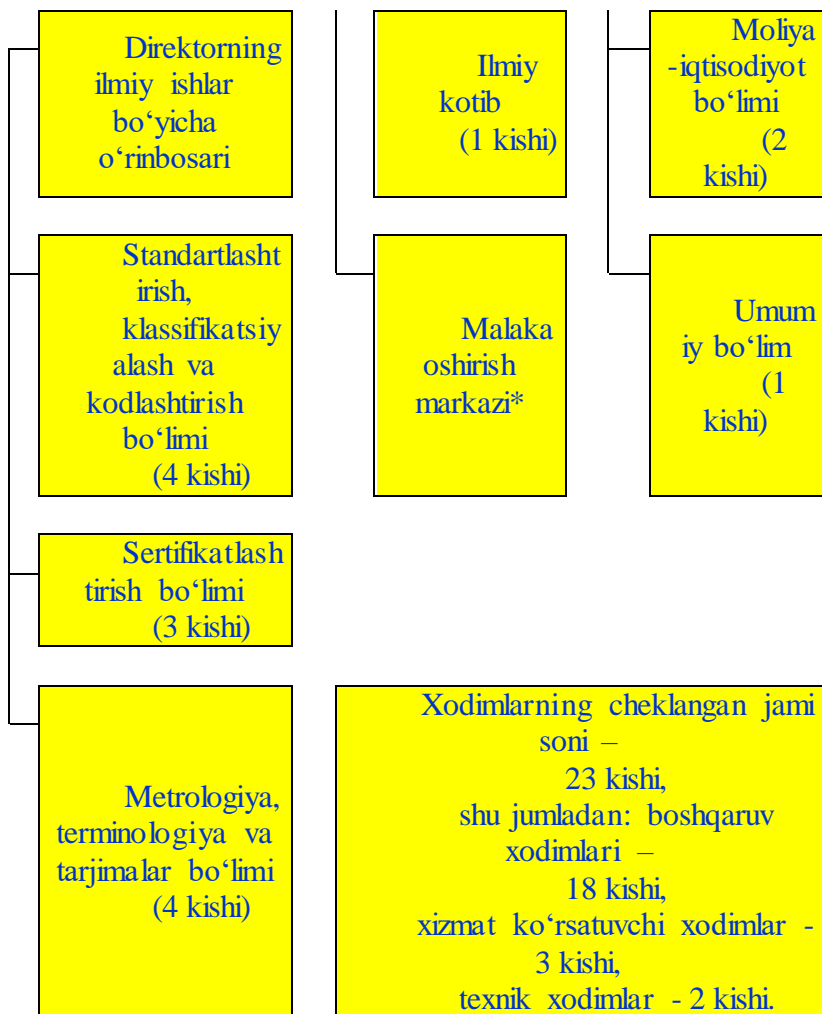 Direktorning
ilmiy ishlar
bo‘yicha
o‘rinbosari
Ilmiy
kotib
(1 kishi)
Moliya
-iqtisodiyot
bo‘limi
(2
kishi)
Standartlasht
irish,
klassifikatsiy
alash va
kodlashtirish
bo‘limi
(4 kishi)
Malaka
oshirish
markazi*
Umum
iy bo‘lim
(1
kishi)
Sertifikatlash
tirish bo‘limi
(3 kishi)
Metrologiya,
terminologiya va
tarjimalar bo‘limi
(4 kishi)
Xodimlarning cheklangan jami
soni –
23 kishi,
shu jumladan: boshqaruv
xodimlari –
18 kishi,
xizmat ko‘rsatuvchi xodimlar -
3 kishi,
texnik xodimlar - 2 kishi.